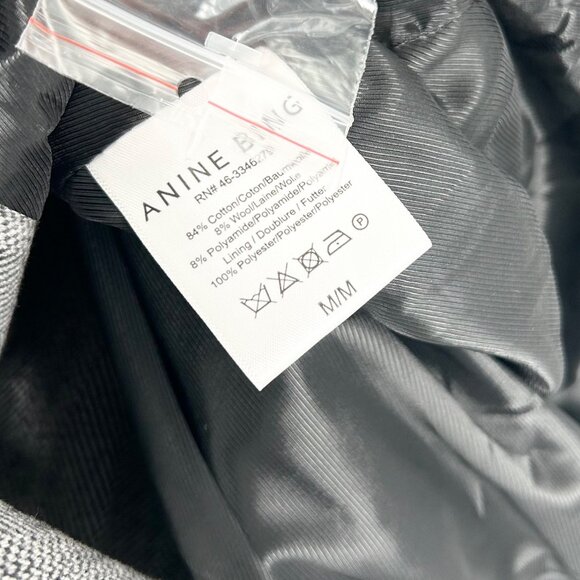 ANINE BING
RN# 46-334627
84% Cotton/Coton/Baumwolle
8% Wool/Laine/Wolle
8% Polyamide/Polyamide/Polyamid
Lining / Doublure / Futter
100% Polyester/Polyester/Polyester
P
M/M